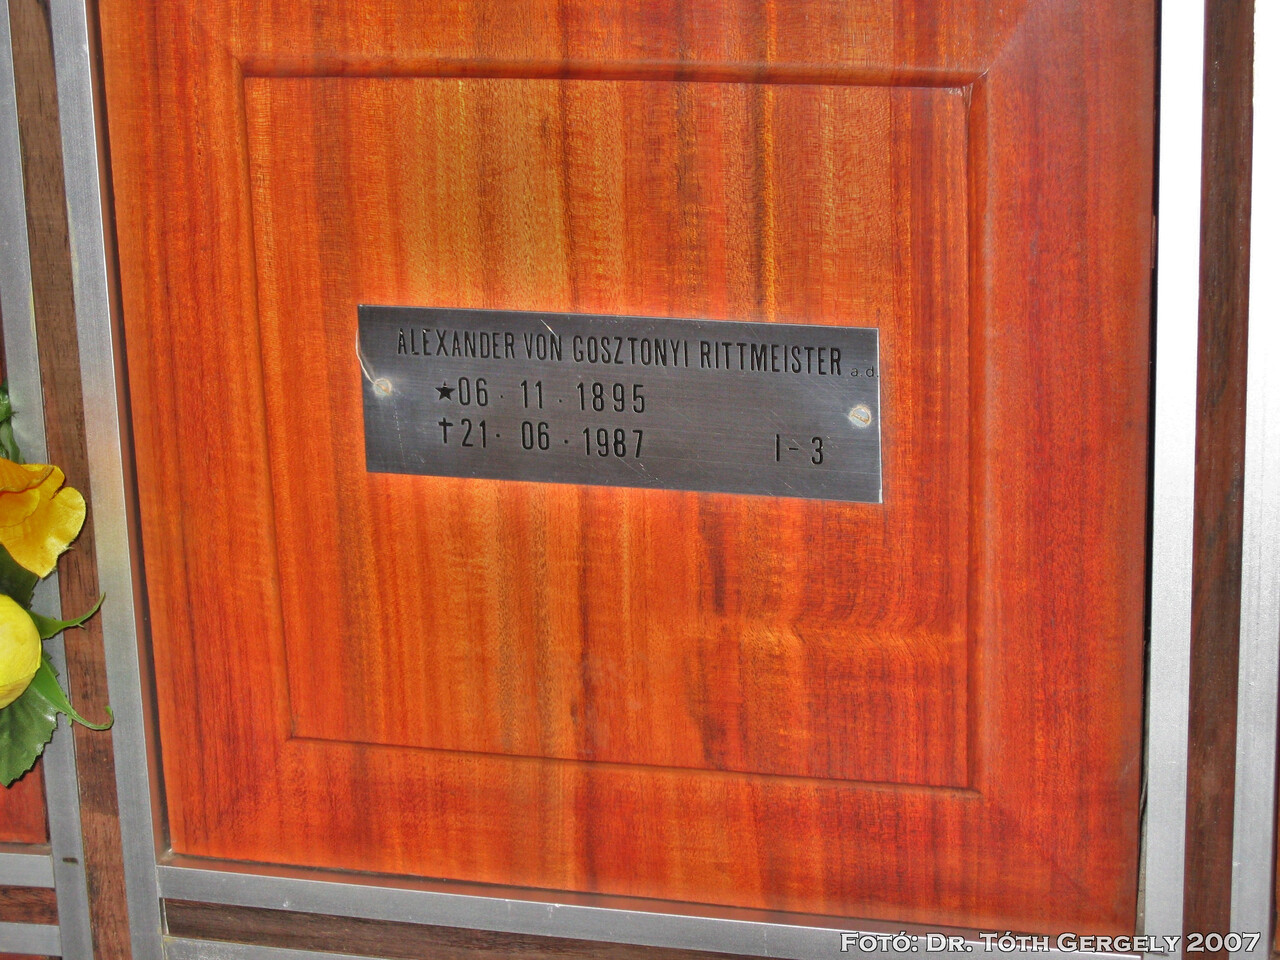 ALEXANDER VON GOSZTONYI RITTMEISTER a.d.
★06 · 11 · 1895
✝21 · 06 · 1987 I-3
Fotó: Dr. Tóth Gergely 2007